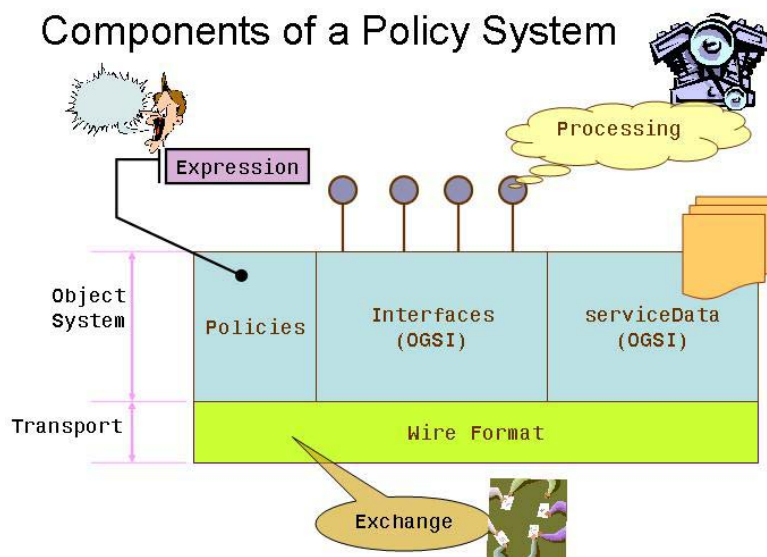 Components of a Policy System
Processing
Expression
Object
System
Policies
Interfaces
(OGSI)
serviceData
(OGSI)
Transport
Wire Format
Exchange